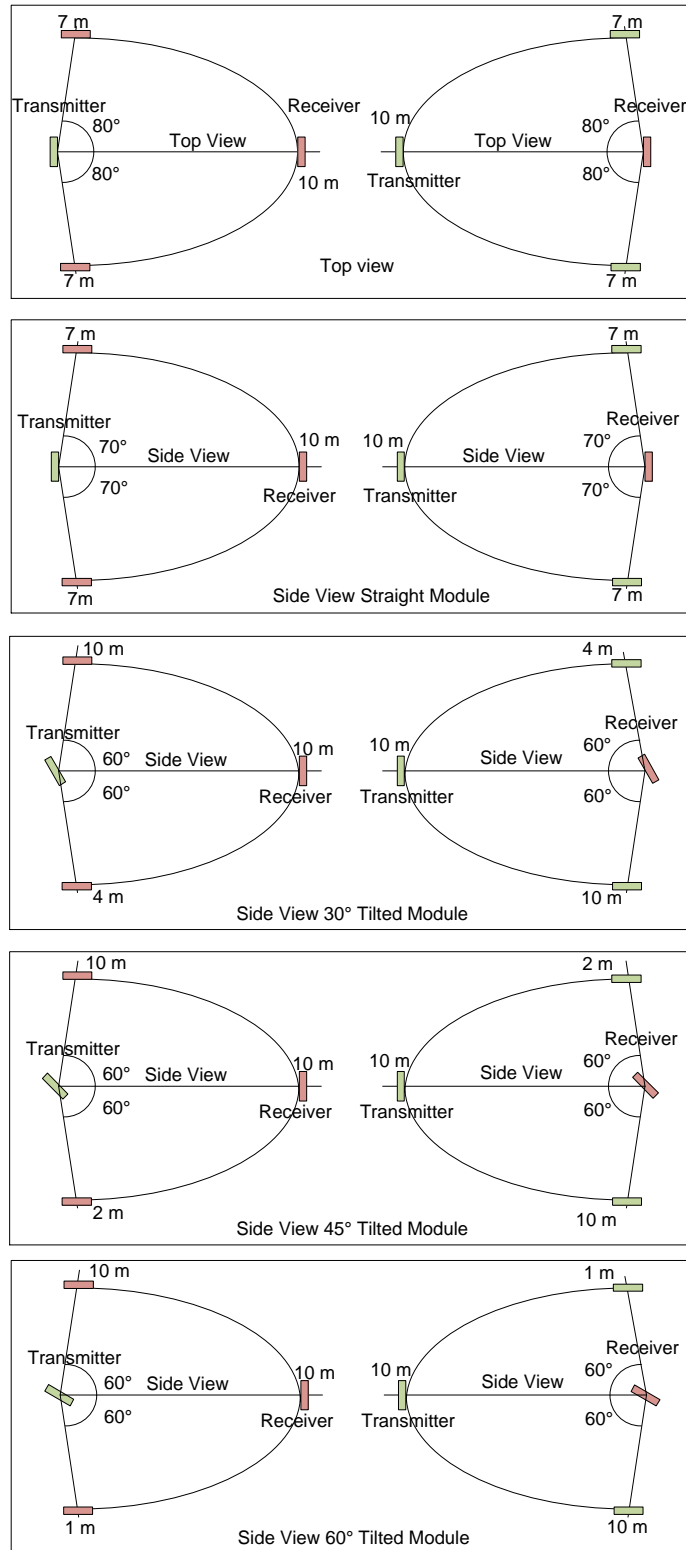 7 m 7 m
Transmitter Receiver Receiver
80° 10 m 80°
Top View Top View
80° 10 m Transmitter 80°
Top view
7 m 7 m
7 m 7 m
Transmitter Receiver
70° 10 m 10 m 70°
Side View Side View
70° Receiver Transmitter 70°
7m Side View Straight Module 7 m
10 m 4 m
Transmitter Receiver
60° 10 m 10 m 60°
Side View Side View
60° Receiver Transmitter 60°
4 m 10 m
Side View 30° Tilted Module
10 m 2 m
Transmitter Receiver
60° 10 m 10 m 60°
Side View Side View
60° Receiver Transmitter 60°
2 m 10 m
Side View 45° Tilted Module
10 m 1 m
Transmitter Receiver
60° 10 m 10 m 60°
Side View Side View
60° Receiver Transmitter 60°
1 m 10 m
Side View 60° Tilted Module